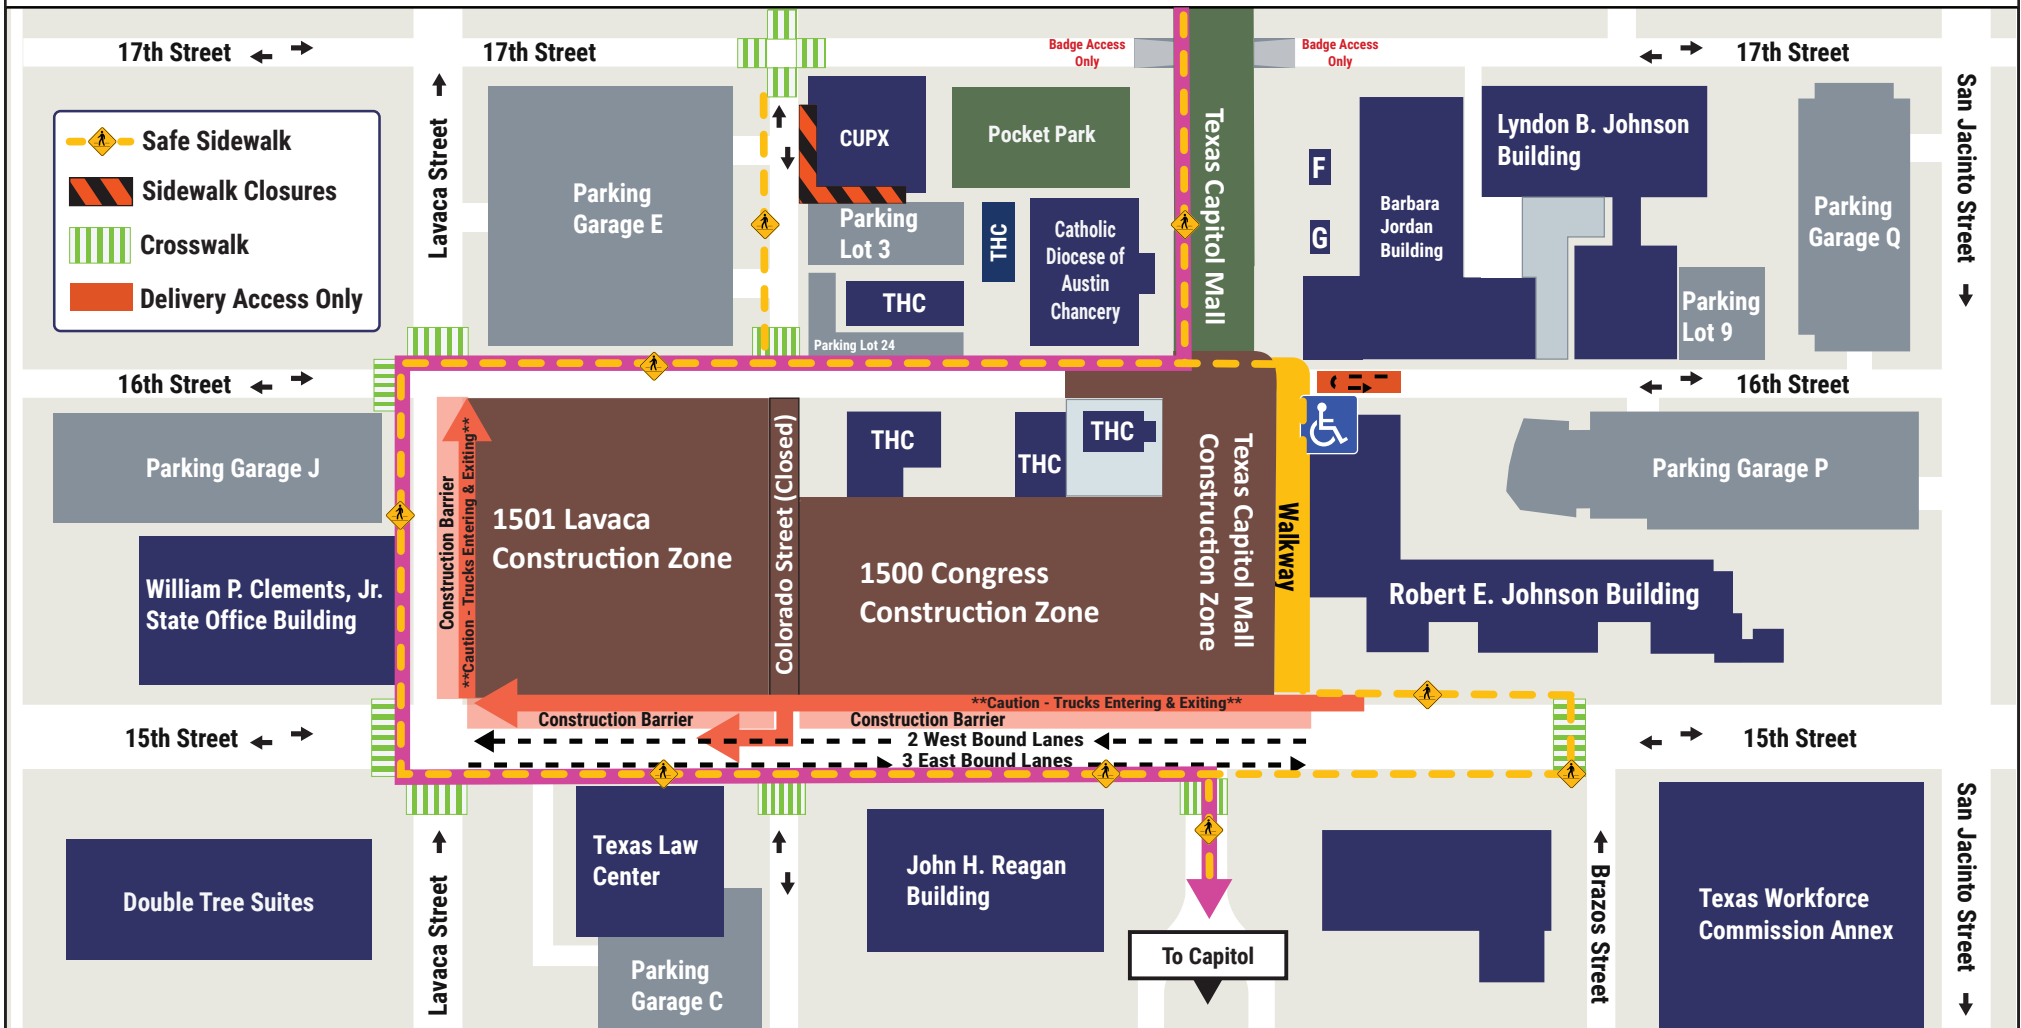 17th Street
17th Street
Badge Access
Only
Badge Access
Only
17th Street
Safe Sidewalk
Sidewalk Closures
Crosswalk
Delivery Access Only
Lavaca Street
Parking
Garage E
CUPX
Pocket Park
Parking
Lot 3
THC
THC
Parking Lot 24
Catholic
Diocese of
Austin
Chancery
Texas Capitol Mall
F
G
Barbara
Jordan
Building
Lyndon B. Johnson
Building
Parking
Lot 9
Parking
Garage Q
San Jacinto Street
16th Street
16th Street
Parking Garage J
William P. Clements, Jr.
State Office Building
Construction Barrier
**Caution - Trucks Entering & Exiting**
1501 Lavaca
Construction Zone
Colorado Street (Closed)
THC
THC
THC
1500 Congress
Construction Zone
Texas Capitol Mall
Construction Zone
Walkway
Parking Garage P
Robert E. Johnson Building
**Caution - Trucks Entering & Exiting**
Construction Barrier
Construction Barrier
15th Street
2 West Bound Lanes
3 East Bound Lanes
15th Street
Double Tree Suites
Lavaca Street
Texas Law
Center
Parking
Garage C
John H. Reagan
Building
To Capitol
Brazos Street
Texas Workforce
Commission Annex
San Jacinto Street